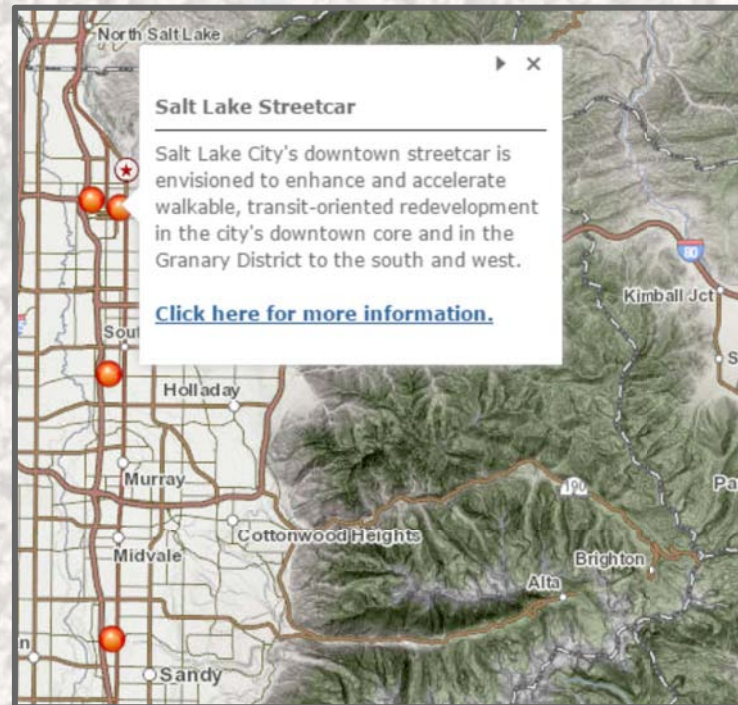 North Salt Lake
Salt Lake Streetcar
Salt Lake City's downtown streetcar is
envisioned to enhance and accelerate
walkable, transit-oriented redevelopment
in the city's downtown core and in the
Granary District to the south and west.
Click here for more information.
80
Kimball Jct
Sout
S
Holladay
Murray
190
Pa
Cottonwood Heights
Midvale
Brighton
Alta
n
Sandy